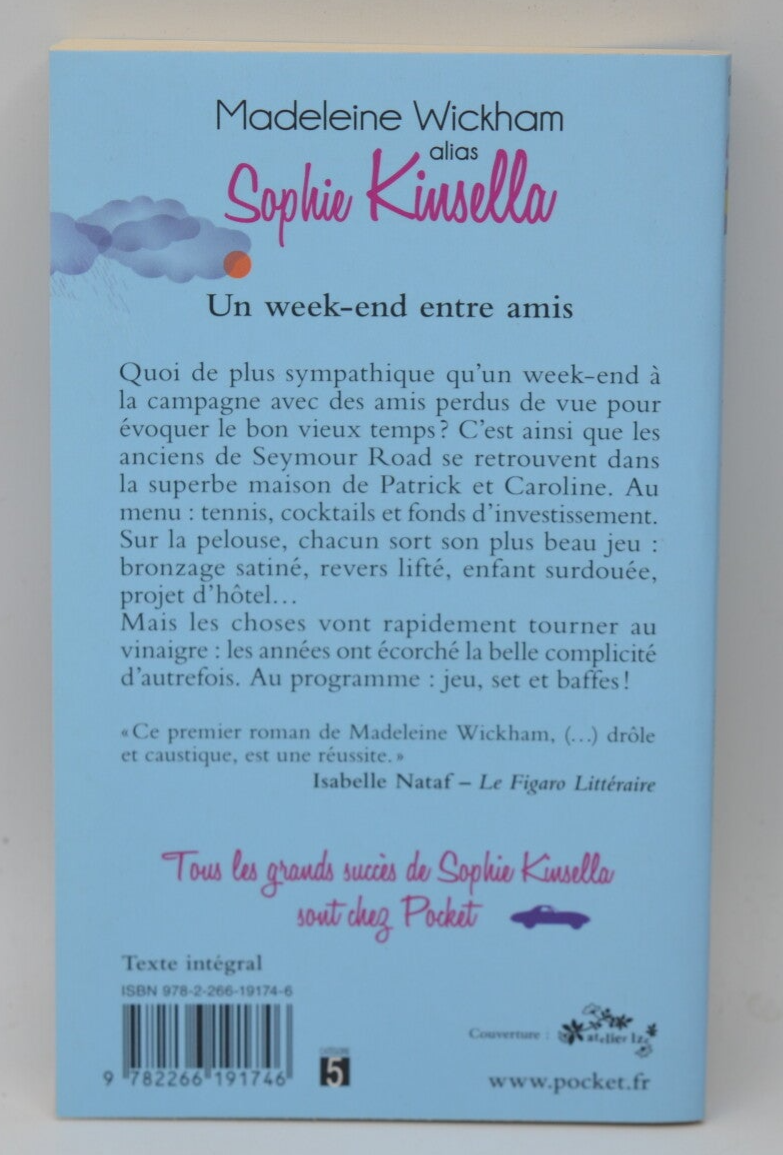 Madeleine Wickham
alias
Sophie Kinsella
Un week-end entre amis
Quoi de plus sympathique qu'un week-end à
la campagne avec des amis perdus de vue pour
évoquer le bon vieux temps ? C'est ainsi que les
anciens de Seymour Road se retrouvent dans
la superbe maison de Patrick et Caroline. Au
menu : tennis, cocktails et fonds d'investissement.
Sur la pelouse, chacun sort son plus beau jeu :
bronzage satiné, revers lifté, enfant surdouée,
projet d'hôtel…
Mais les choses vont rapidement tourner au
vinaigre : les années ont écorché la belle complicité
d'autrefois. Au programme : jeu, set et baffes !
« Ce premier roman de Madeleine Wickham, (…) drôle
et caustique, est une réussite. »
Isabelle Nataf – Le Figaro Littéraire
Tous les grands succès de Sophie Kinsella
sont chez Pocket
Texte intégral
ISBN 978-2-266-19174-6
9 782266 191746
5
Couverture : atelier lzc
www.pocket.fr